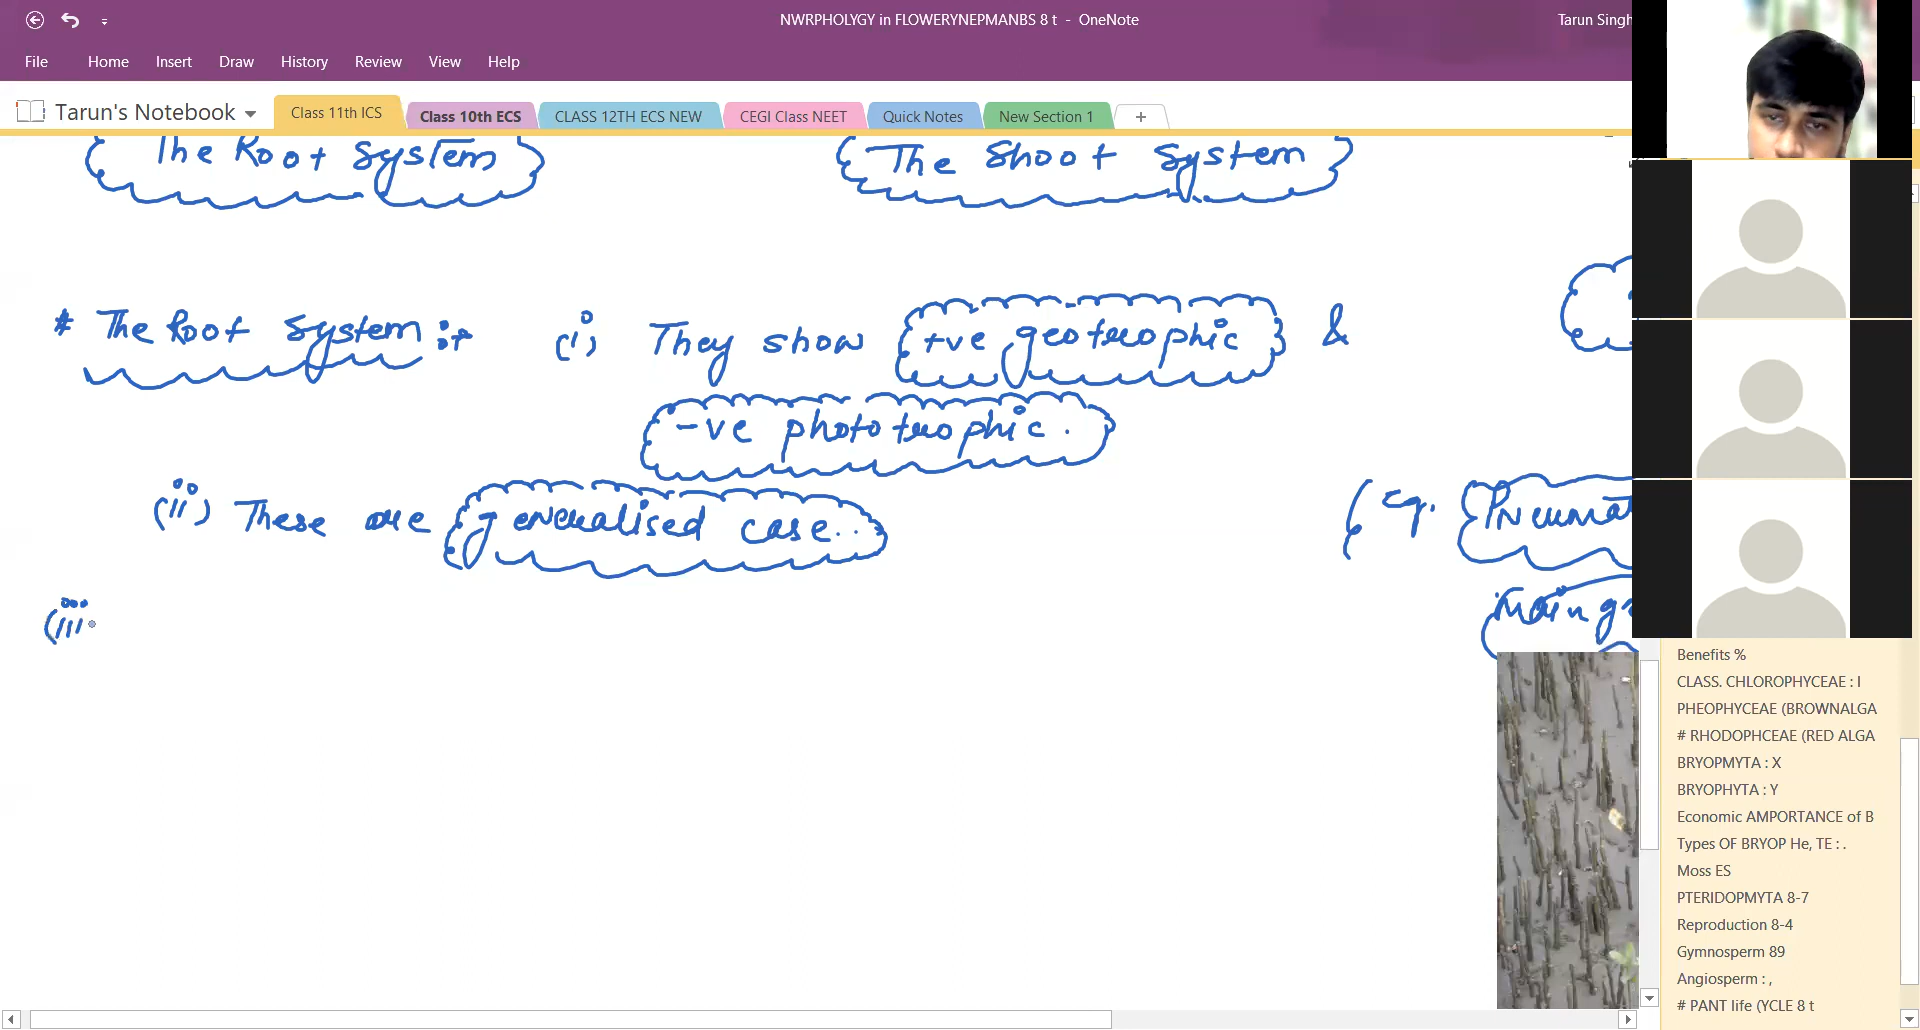 NWRPHOLYGY in FLOWERYNEPMANBS 8 t - OneNote
Tarun Singh
File Home Insert Draw History Review View Help
Tarun's Notebook
Class 11th ICS
Class 10th ECS
CLASS 12TH ECS NEW
CEGI Class NEET
Quick Notes
New Section 1
+
The Root System
The Shoot System
* The Root System :-
(i) They show +ve geotrophic &
-ve phototrophic.
(ii) These are generalised case..
(eg. Pneumat
(iii
Benefits %
CLASS. CHLOROPHYCEAE : I
PHEOPHYCEAE (BROWNALGA
# RHODOPHCEAE (RED ALGA
BRYOPMYTA : X
BRYOPHYTA : Y
Economic AMPORTANCE of B
Types OF BRYOP He, TE : .
Moss ES
PTERIDOPMYTA 8-7
Reproduction 8-4
Gymnosperm 89
Angiosperm : ,
# PANT life (YCLE 8 t